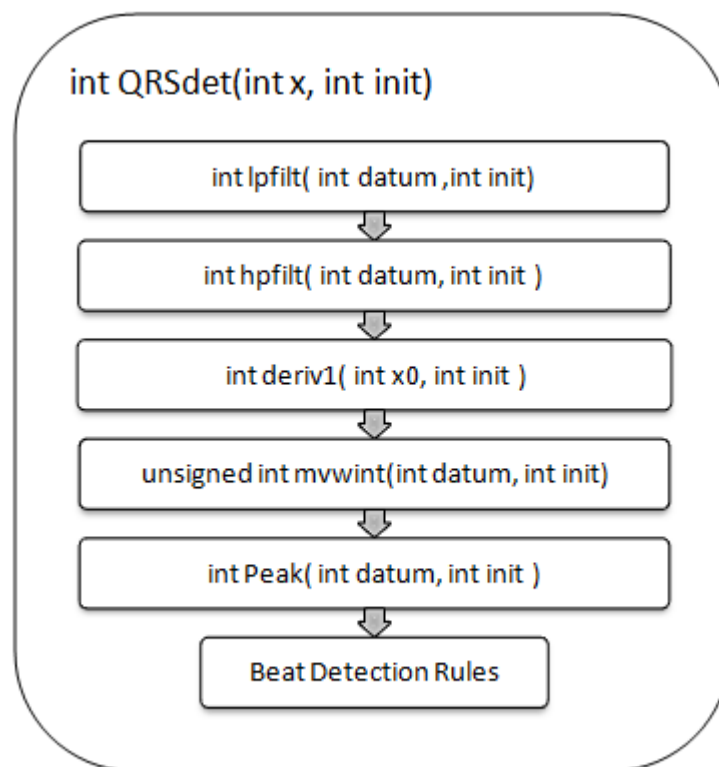 int QRSdet(int x, int init)
int lpfilt( int datum ,int init)
int hpfilt( int datum, int init )
int deriv1( int x0, int init )
unsigned int mvwint(int datum, int init)
int Peak( int datum, int init )
Beat Detection Rules